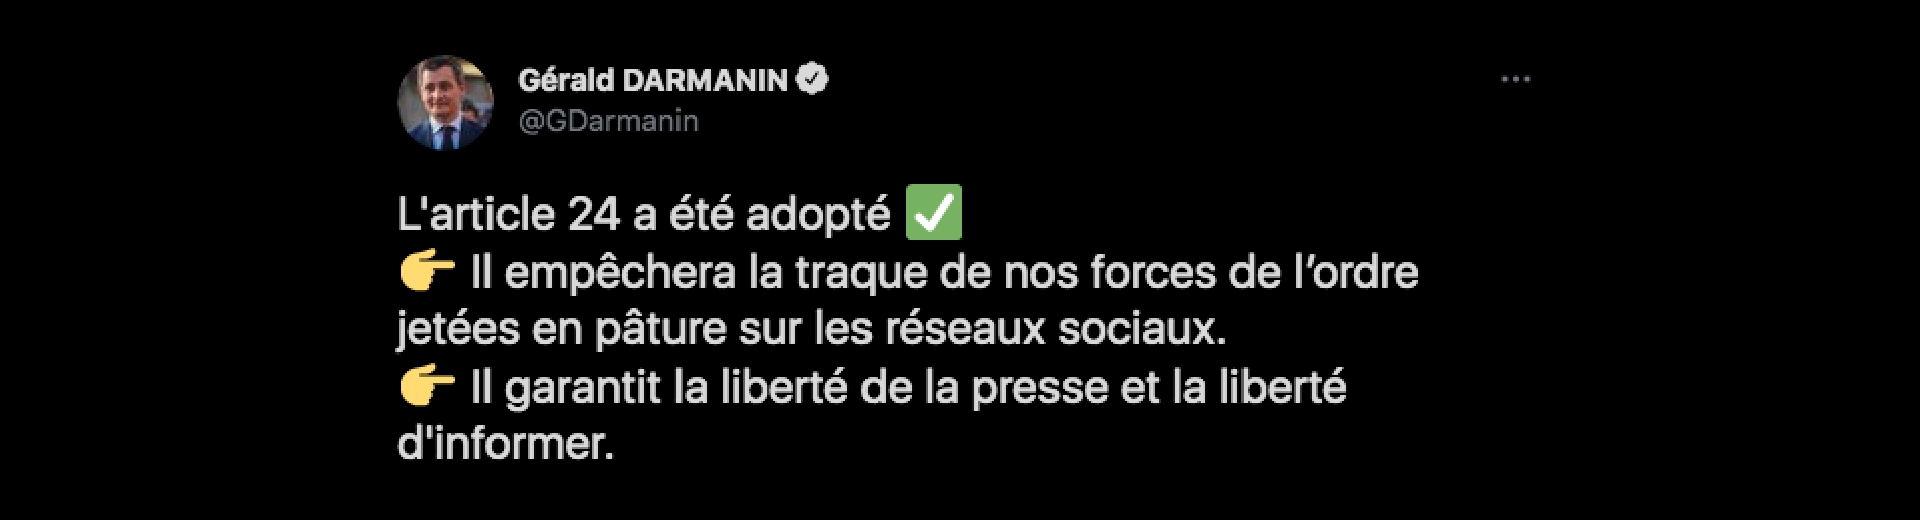 Gérald DARMANIN
@GDarmanin
L'article 24 a été adopté ✅
👉 Il empêchera la traque de nos forces de l’ordre
jetées en pâture sur les réseaux sociaux.
👉 Il garantit la liberté de la presse et la liberté
d'informer.